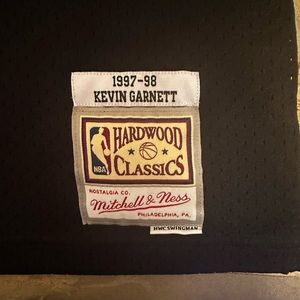 1997-98
KEVIN GARNETT
NBA
HARDWOOD
CLASSICS
NOSTALGIA CO.
Mitchell & Ness
PHILADELPHIA, PA.
HWC SWINGMAN